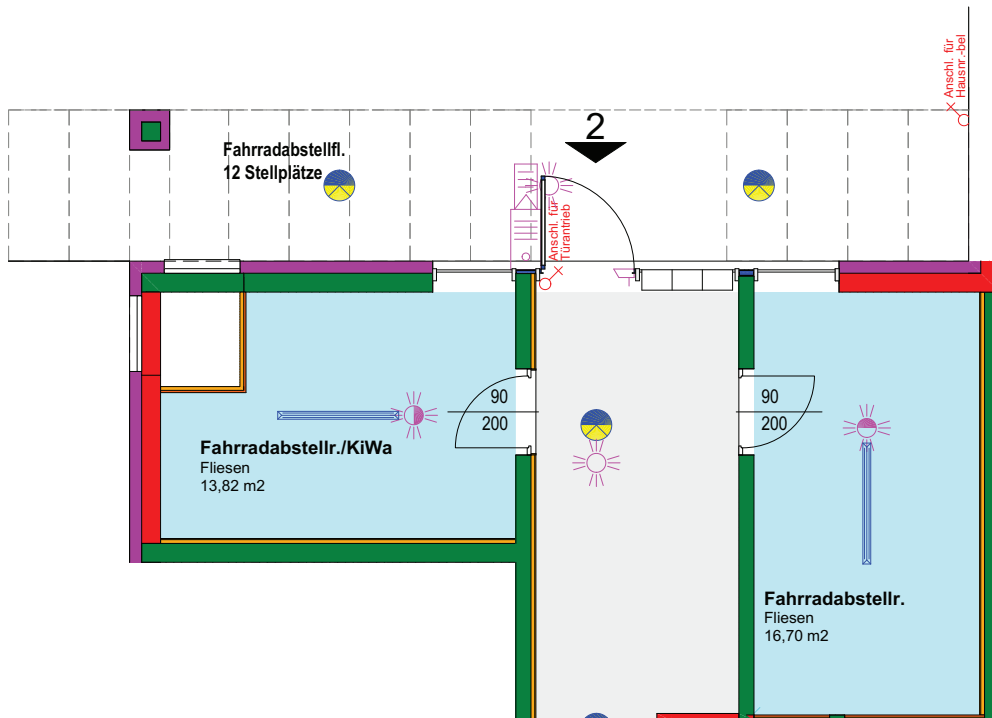 Anschl. für
Hausnr.-bel
2
Fahrradabstellfl.
12 Stellplätze
Anschl. für
Türantrieb
90
200
90
200
Fahrradabstellr./KiWa
Fliesen
13,82 m2
Fahrradabstellr.
Fliesen
16,70 m2